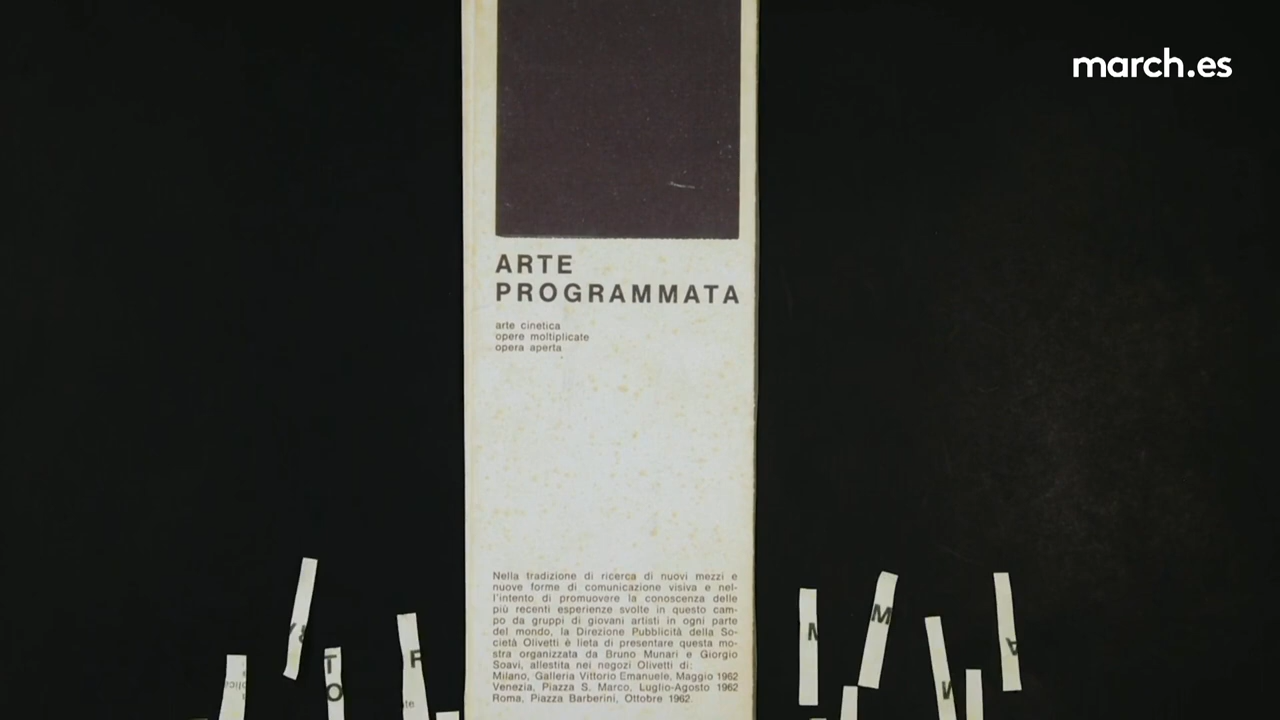 march.es
ARTE
PROGRAMMATA
arte cinetica
opere moltiplicate
opera aperta
Nella tradizione di ricerca di nuovi mezzi e
nuove forme di comunicazione visiva e nel-
l'intento di promuovere la conoscenza delle
più recenti esperienze svolte in questo cam-
po da gruppi di giovani artisti in ogni parte
del mondo, la Direzione Pubblicità della So-
cietà Olivetti è lieta di presentare questa mo-
stra organizzata da Bruno Munari e Giorgio
Soavi, allestita nei negozi Olivetti di:
Milano, Galleria Vittorio Emanuele, Maggio 1962
Venezia, Piazza S. Marco, Luglio-Agosto 1962
Roma, Piazza Barberini, Ottobre 1962.
T
O
F
M
M
A